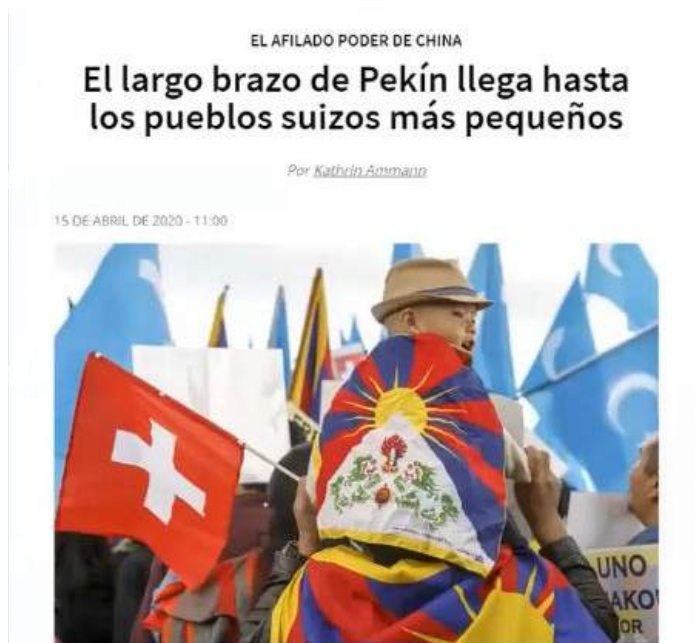 EL AFILADO PODER DE CHINA
El largo brazo de Pekín llega hasta
los pueblos suizos más pequeños
Por Kathrin Ammann
15 DE ABRIL DE 2020 - 11:00
UNO
AKO
OR